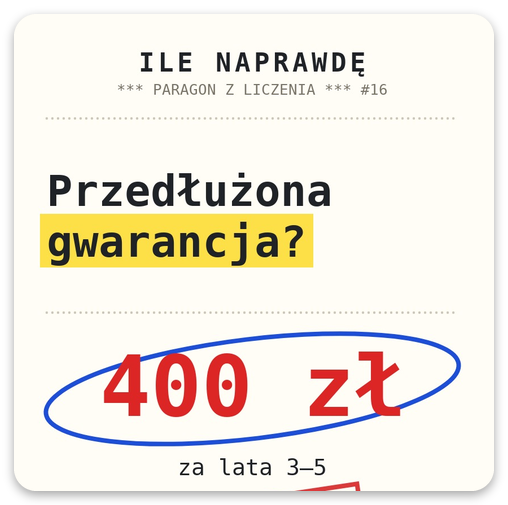 ILE NAPRAWDĘ
*** PARAGON Z LICZENIA *** #16
Przedłużona
gwarancja?
400 zł
za lata 3–5